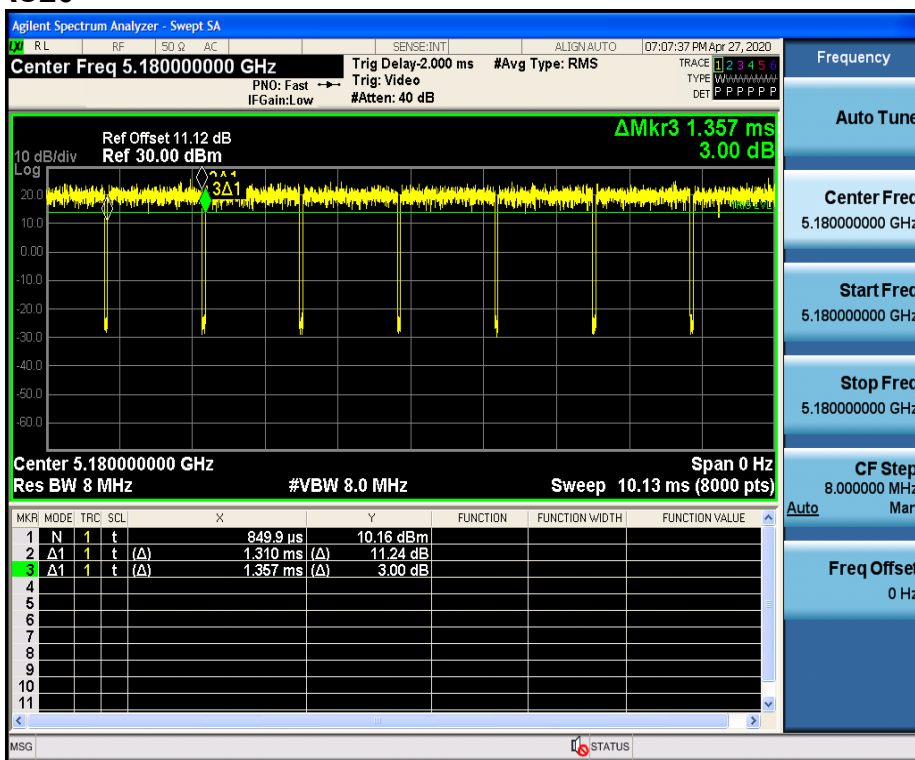 Agilent Spectrum Analyzer - Swept SA
LXI RL RF 50 Ω AC SENSE:INT ALIGN AUTO 07:07:37 PM Apr 27, 2020
Center Freq 5.180000000 GHz
PNO: Fast
IFGain:Low
Trig Delay-2.000 ms
Trig: Video
#Atten: 40 dB
#Avg Type: RMS
TRACE 1 2 3 4 5 6
TYPE WWWWWW
DET P P P P P P
Frequency
Auto Tune
Center Freq
5.180000000 GHz
Start Freq
5.180000000 GHz
Stop Freq
5.180000000 GHz
CF Step
8.000000 MHz
Auto Man
Freq Offset
0 Hz
ΔMkr3 1.357 ms
3.00 dB
Ref Offset 11.12 dB
10 dB/div Ref 30.00 dBm
Log
20.0
10.0
0.00
-10.0
-20.0
-30.0
-40.0
-50.0
-60.0
3Δ1
Center 5.180000000 GHz Span 0 Hz
Res BW 8 MHz #VBW 8.0 MHz Sweep 10.13 ms (8000 pts)
MKR MODE TRC SCL X Y FUNCTION FUNCTION WIDTH FUNCTION VALUE
1 N 1 t 849.9 µs 10.16 dBm
2 Δ1 1 t (Δ) 1.310 ms (Δ) 11.24 dB
3 Δ1 1 t (Δ) 1.357 ms (Δ) 3.00 dB
4
5
6
7
8
9
10
11
MSG STATUS